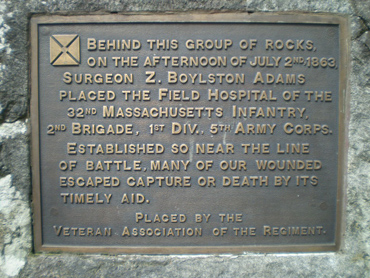 BEHIND THIS GROUP OF ROCKS,
ON THE AFTERNOON OF JULY 2ND, 1863,
SURGEON Z. BOYLSTON ADAMS
PLACED THE FIELD HOSPITAL OF THE
32ND MASSACHUSETTS INFANTRY,
2ND BRIGADE, 1ST DIV., 5TH ARMY CORPS.
ESTABLISHED SO NEAR THE LINE
OF BATTLE, MANY OF OUR WOUNDED
ESCAPED CAPTURE OR DEATH BY ITS
TIMELY AID.
PLACED BY THE
VETERAN ASSOCIATION OF THE REGIMENT.